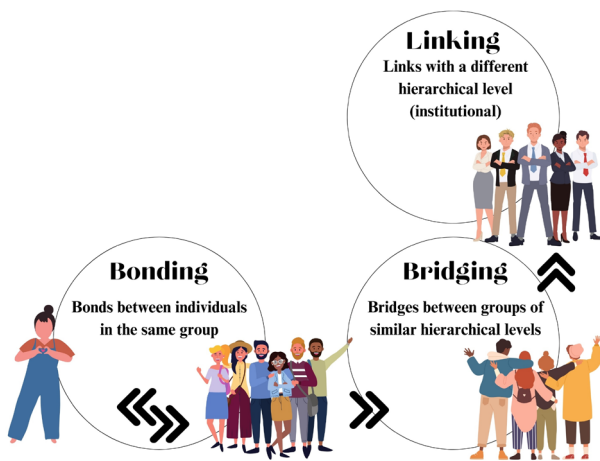 Linking
Links with a different
hierarchical level
(institutional)
Bonding
Bonds between individuals
in the same group
Bridging
Bridges between groups of
similar hierarchical levels